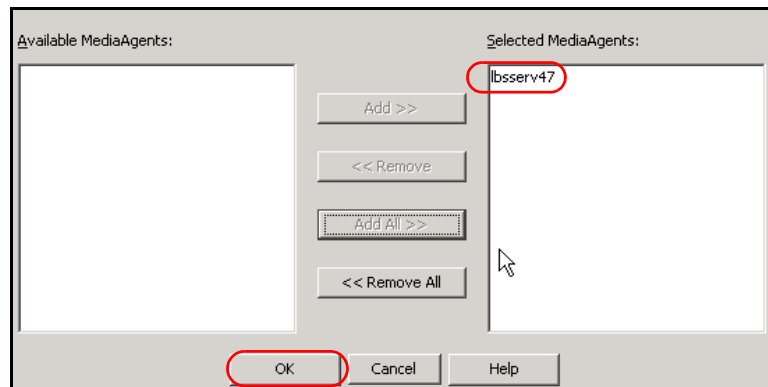 Available MediaAgents:
Selected MediaAgents:
lbsserv47
Add >>
<< Remove
Add All >>
<< Remove All
OK
Cancel
Help